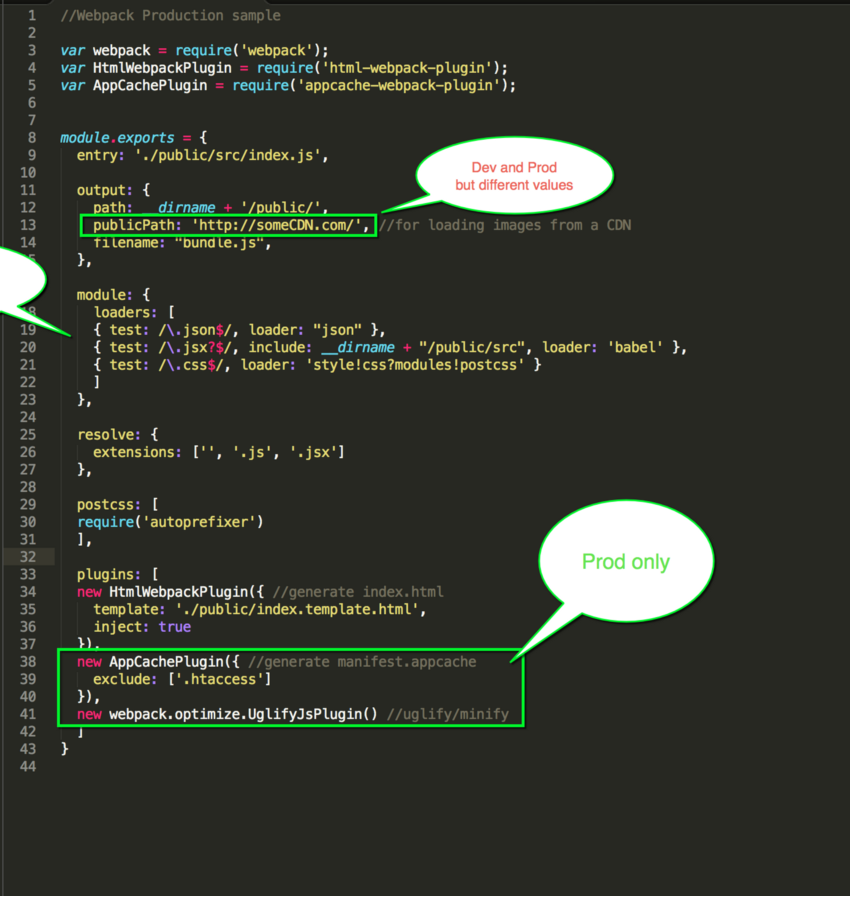 1 //Webpack Production sample
2
3 var webpack = require('webpack');
4 var HtmlWebpackPlugin = require('html-webpack-plugin');
5 var AppCachePlugin = require('appcache-webpack-plugin');
6
7
8 module.exports = {
9 entry: './public/src/index.js',
10
Dev and Prod
but different values
11 output: {
12 path: __dirname + '/public/',
13 publicPath: 'http://someCDN.com/', //for loading images from a CDN
14 filename: "bundle.js",
},
module: {
loaders: [
19 { test: /\.json$/, loader: "json" },
20 { test: /\.jsx?$/, include: __dirname + "/public/src", loader: 'babel' },
21 { test: /\.css$/, loader: 'style!css?modules!postcss' }
22 ]
23 },
24
25 resolve: {
26 extensions: ['', '.js', '.jsx']
27 },
28
29 postcss: [
30 require('autoprefixer')
31 ],
32
33 plugins: [
34 new HtmlWebpackPlugin({ //generate index.html
35 template: './public/index.template.html',
36 inject: true
37 }),
Prod only
38 new AppCachePlugin({ //generate manifest.appcache
39 exclude: ['.htaccess']
40 }),
41 new webpack.optimize.UglifyJsPlugin() //uglify/minify
42 ]
43 }
44